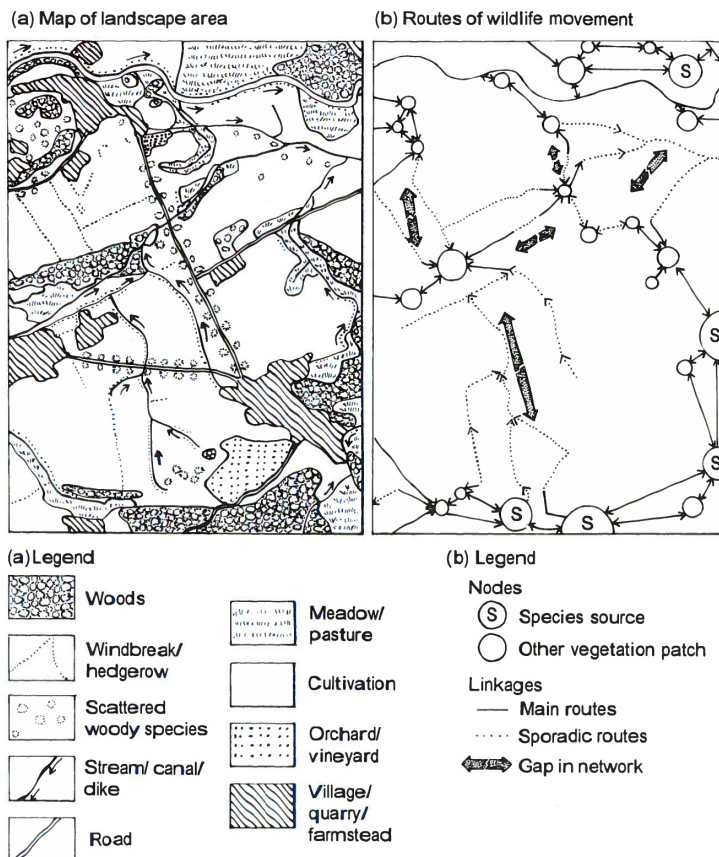 (a) Map of landscape area
(b) Routes of wildlife movement
S
S
S
S
S
(a) Legend
Woods
Windbreak/
hedgerow
Scattered
woody species
Stream/ canal/
dike
Road
Meadow/
pasture
Cultivation
Orchard/
vineyard
Village/
quarry/
farmstead
(b) Legend
Nodes
S Species source
Other vegetation patch
Linkages
Main routes
Sporadic routes
Gap in network